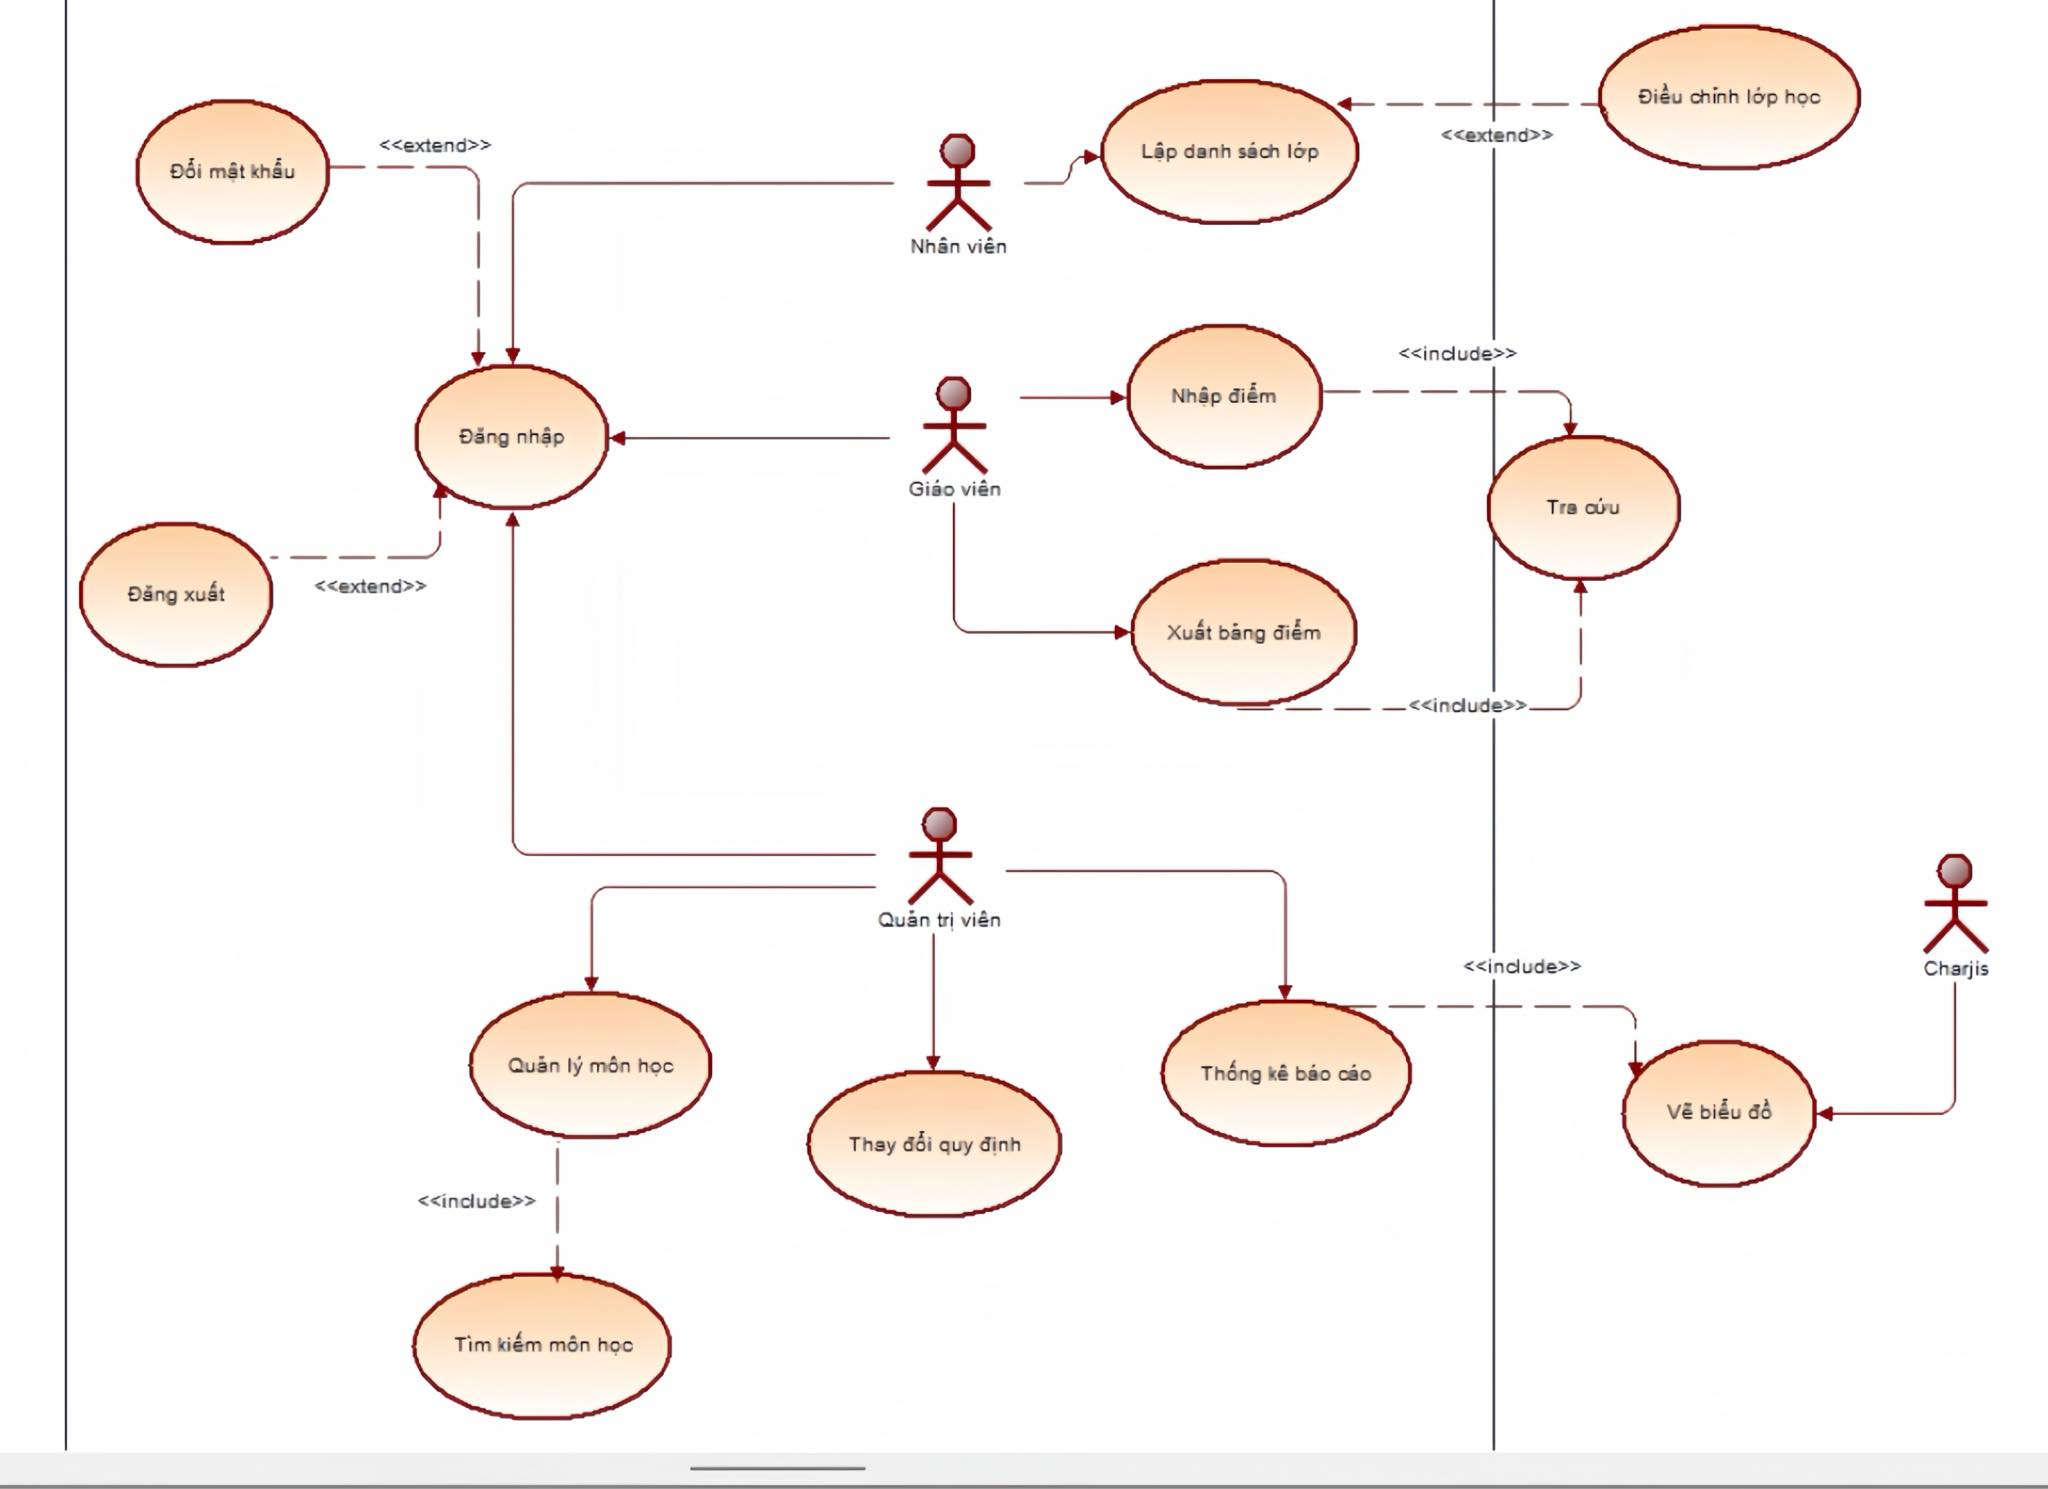 Điều chỉnh lớp học
<<extend>>
Lập danh sách lớp
<<extend>>
Đổi mật khẩu
Nhân viên
<<include>>
Nhập điểm
Đăng nhập
Giáo viên
Tra cứu
<<extend>>
Đăng xuất
Xuất bảng điểm
<<include>>
Quản trị viên
<<include>>
Charjis
Quản lý môn học
Thống kê báo cáo
Vẽ biểu đồ
Thay đổi quy định
<<include>>
Tìm kiếm môn học